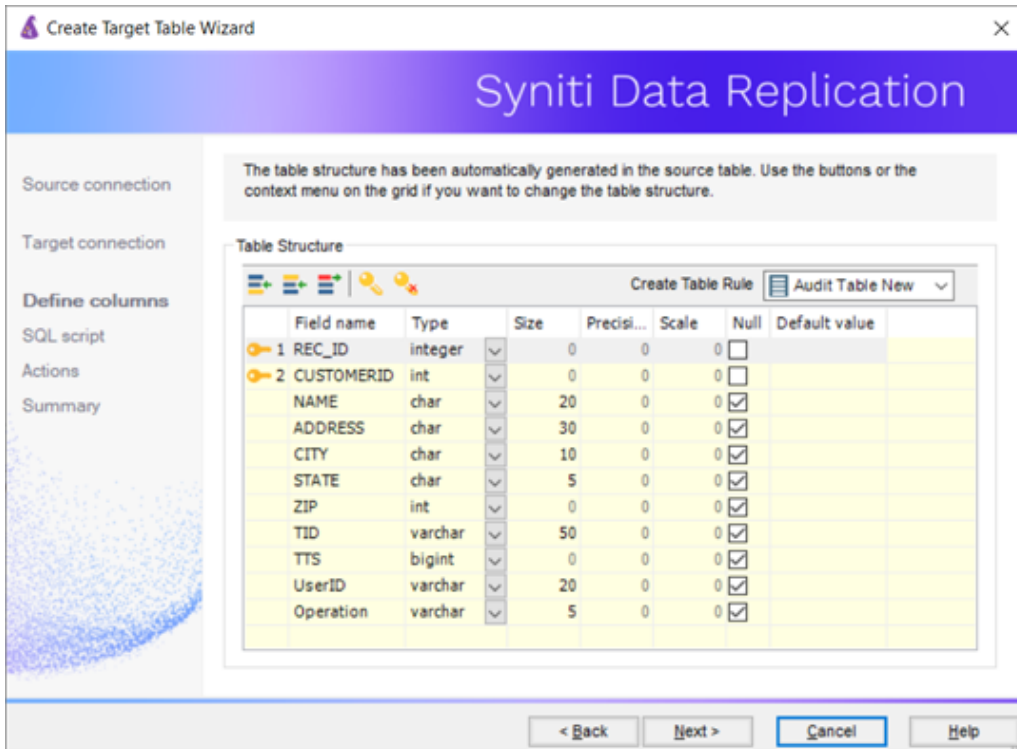 Create Target Table Wizard
Syniti Data Replication
Source connection
Target connection
Define columns
SQL script
Actions
Summary
The table structure has been automatically generated in the source table. Use the buttons or the
context menu on the grid if you want to change the table structure.
Table Structure
Create Table Rule Audit Table New
Field name Type Size Precisi... Scale Null Default value
1 REC_ID integer 0 0 0
2 CUSTOMERID int 0 0 0
NAME char 20 0 0
ADDRESS char 30 0 0
CITY char 10 0 0
STATE char 5 0 0
ZIP int 0 0 0
TID varchar 50 0 0
TTS bigint 0 0 0
UserID varchar 20 0 0
Operation varchar 5 0 0
< Back Next > Cancel Help